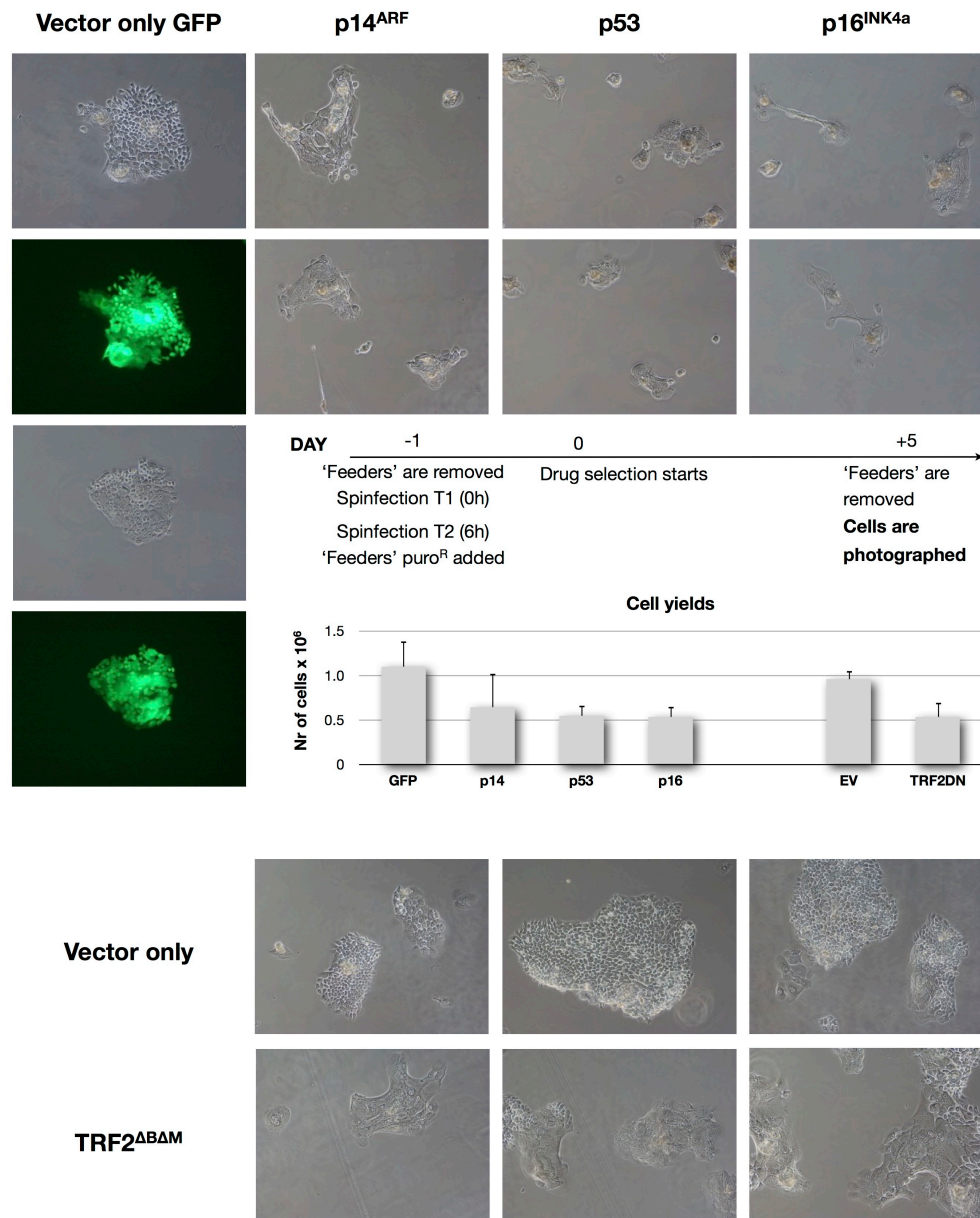 Vector only GFP
p14ARF
p53
p16INK4a
DAY
-1
0
+5
'Feeders' are removed
Spinfection T1 (0h)
Spinfection T2 (6h)
'Feeders' puroR added
Drug selection starts
'Feeders' are
removed
Cells are
photographed
Cell yields
Nr of cells x 10⁶
1.5
1.0
0.5
0
GFP
p14
p53
p16
EV
TRF2DN
Vector only
TRF2ΔBΔM